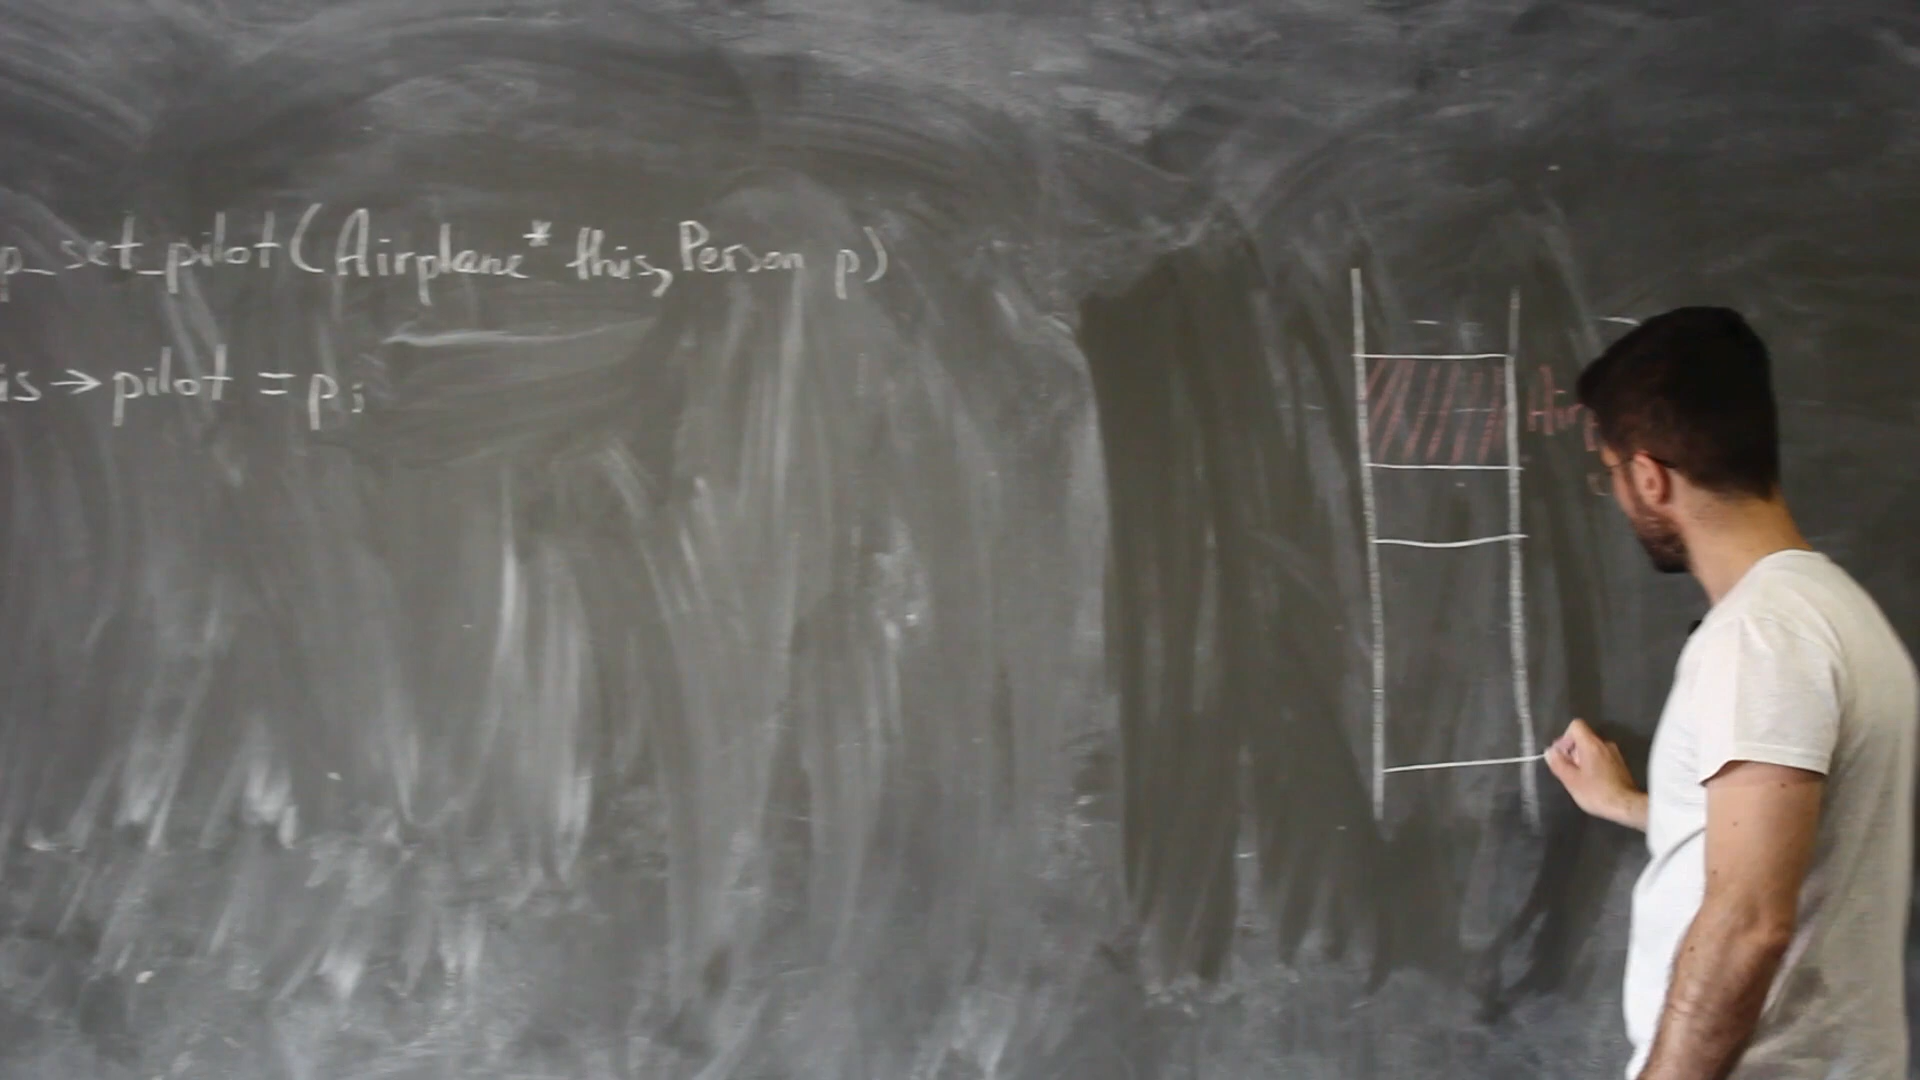 p_set_pilot(Airplane* this, Person p)
is → pilot = p;